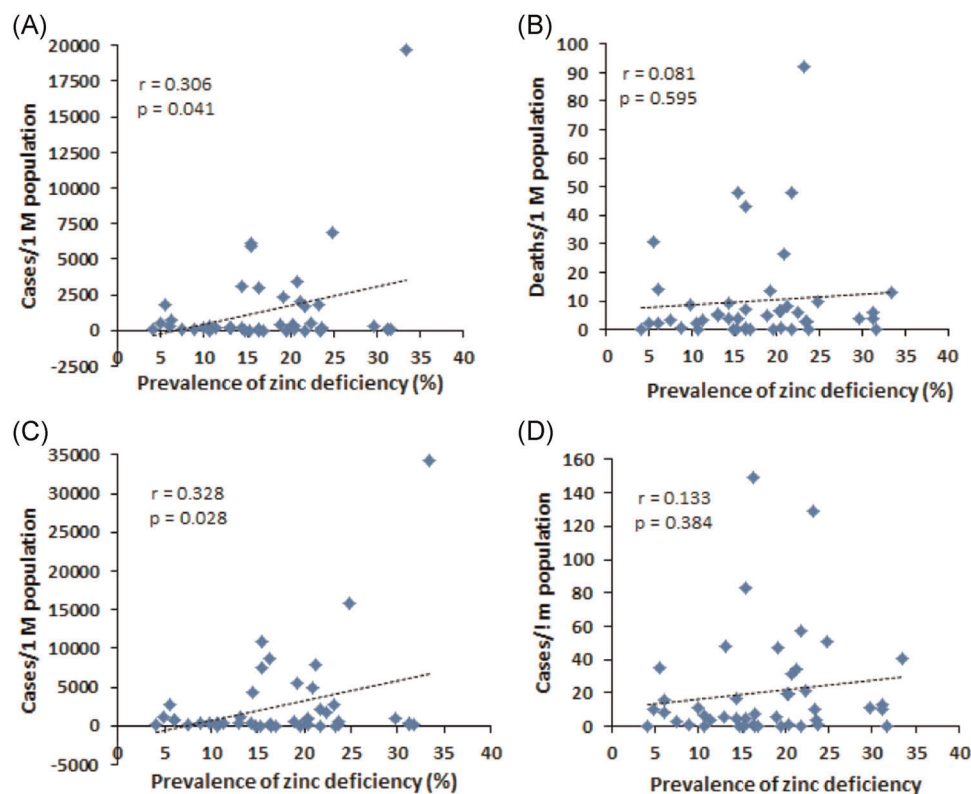 (A)
20000
17500
15000
12500
10000
7500
5000
2500
0
-2500
r = 0.306
p = 0.041
Cases/1 M population
0 5 10 15 20 25 30 35 40
Prevalence of zinc deficiency (%)
(B)
100
90
80
70
60
50
40
30
20
10
0
r = 0.081
p = 0.595
Deaths/1 M population
0 5 10 15 20 25 30 35 40
Prevalence of zinc deficiency (%)
(C)
35000
30000
25000
20000
15000
10000
5000
0
-5000
r = 0.328
p = 0.028
Cases/1 M population
0 5 10 15 20 25 30 35 40
Prevalence of zinc deficiency (%)
(D)
160
140
120
100
80
60
40
20
0
r = 0.133
p = 0.384
Cases/! m population
0 5 10 15 20 25 30 35 40
Prevalence of zinc deficiency